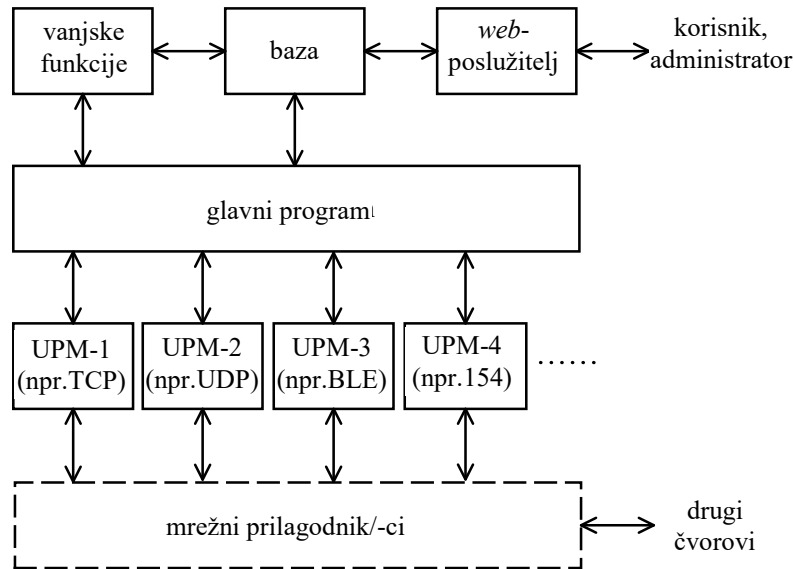 vanjske
funkcije
baza
web-
poslužitelj
korisnik,
administrator
glavni program
UPM-1
(npr.TCP)
UPM-2
(npr.UDP)
UPM-3
(npr.BLE)
UPM-4
(npr.154)
……
mrežni prilagodnik/-ci
drugi
čvorovi